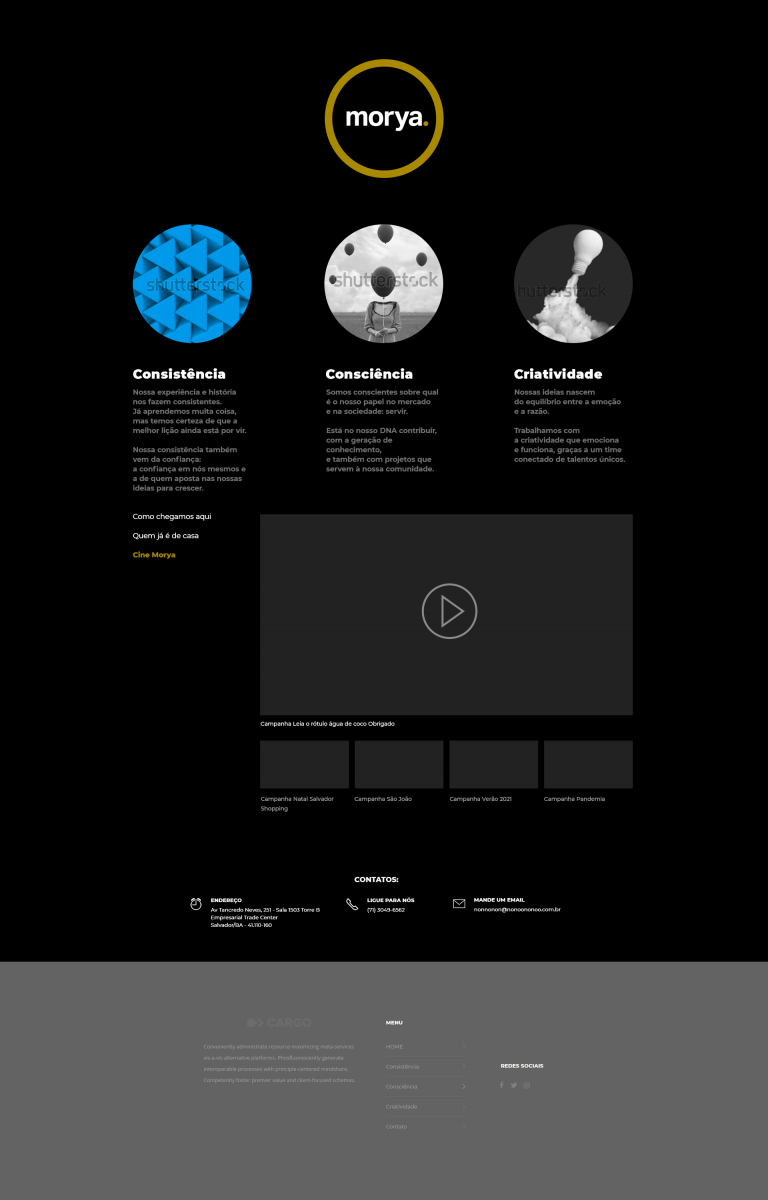 morya.
shutterstock
shutterstock
shutterstock
Consistência
Nossa experiência e história
nos fazem consistentes.
Já aprendemos muita coisa,
mas temos certeza de que a
melhor lição ainda está por vir.
Nossa consistência também
vem da confiança:
a confiança em nós mesmos e
a de quem aposta nas nossas
ideias para crescer.
Consciência
Somos conscientes sobre qual
é o nosso papel no mercado
e na sociedade: servir.
Está no nosso DNA contribuir,
com a geração de
conhecimento,
e também com projetos que
servem à nossa comunidade.
Criatividade
Nossas ideias nascem
do equilíbrio entre a emoção
e a razão.
Trabalhamos com
a criatividade que emociona
e funciona, graças a um time
conectado de talentos únicos.
Como chegamos aqui
Quem já é de casa
Cine Morya
Campanha Leia o rótulo água de coco Obrigado
Campanha Natal Salvador
Shopping
Campanha São João
Campanha Verão 2021
Campanha Pandemia
CONTATOS:
ENDEREÇO
Av Tancredo Neves, 251 - Sala 1503 Torre B
Empresarial Trade Center
Salvador/BA - 41.110-160
LIGUE PARA NÓS
(71) 3049-6562
MANDE UM EMAIL
nonnonon@nonoononoo.com.br
CARGO
Conveniently administrate resource maximizing meta-services
vis-a-vis alternative platforms. Phosfluorescently generate
interoperable processes with principle-centered mindshare.
Competently foster premier value and client-focused schemas.
MENU
HOME
Consistência
Consciência
Criatividade
Contato
REDES SOCIAIS